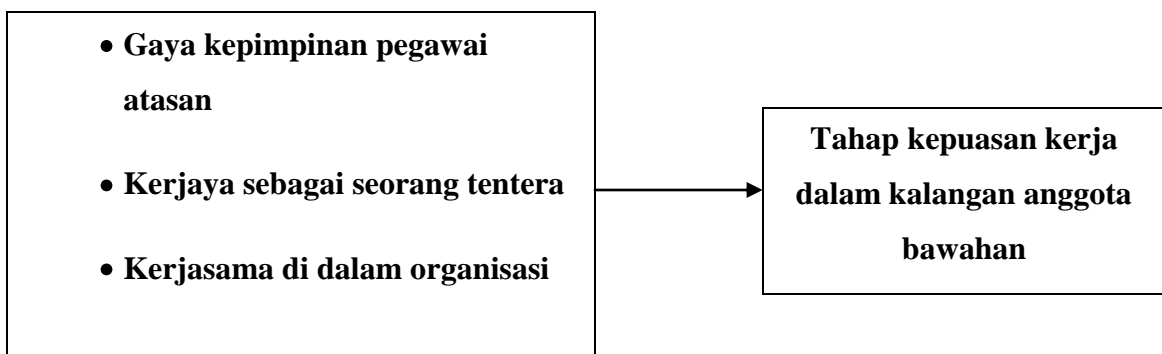 • Gaya kepimpinan pegawai
atasan
• Kerjaya sebagai seorang tentera
• Kerjasama di dalam organisasi
Tahap kepuasan kerja
dalam kalangan anggota
bawahan